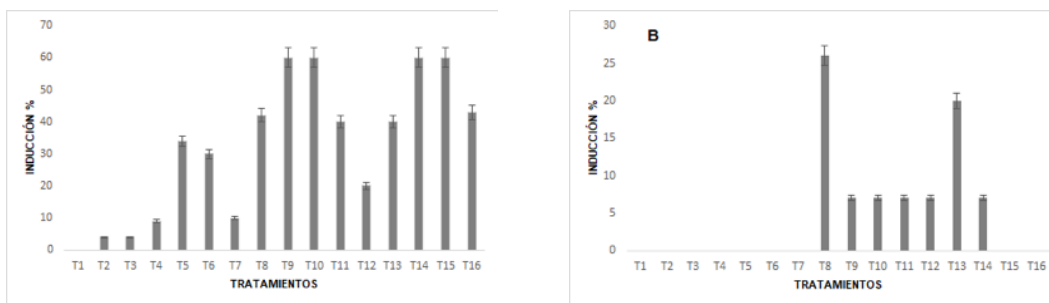 70
60
50
40
30
20
10
0
INDUCCIÓN %
T1 T2 T3 T4 T5 T6 T7 T8 T9 T10 T11 T12 T13 T14 T15 T16
TRATAMIENTOS
B
30
25
20
15
10
5
0
INDUCCIÓN %
T1 T2 T3 T4 T5 T6 T7 T8 T9 T10 T11 T12 T13 T14 T15 T16
TRATAMIENTOS